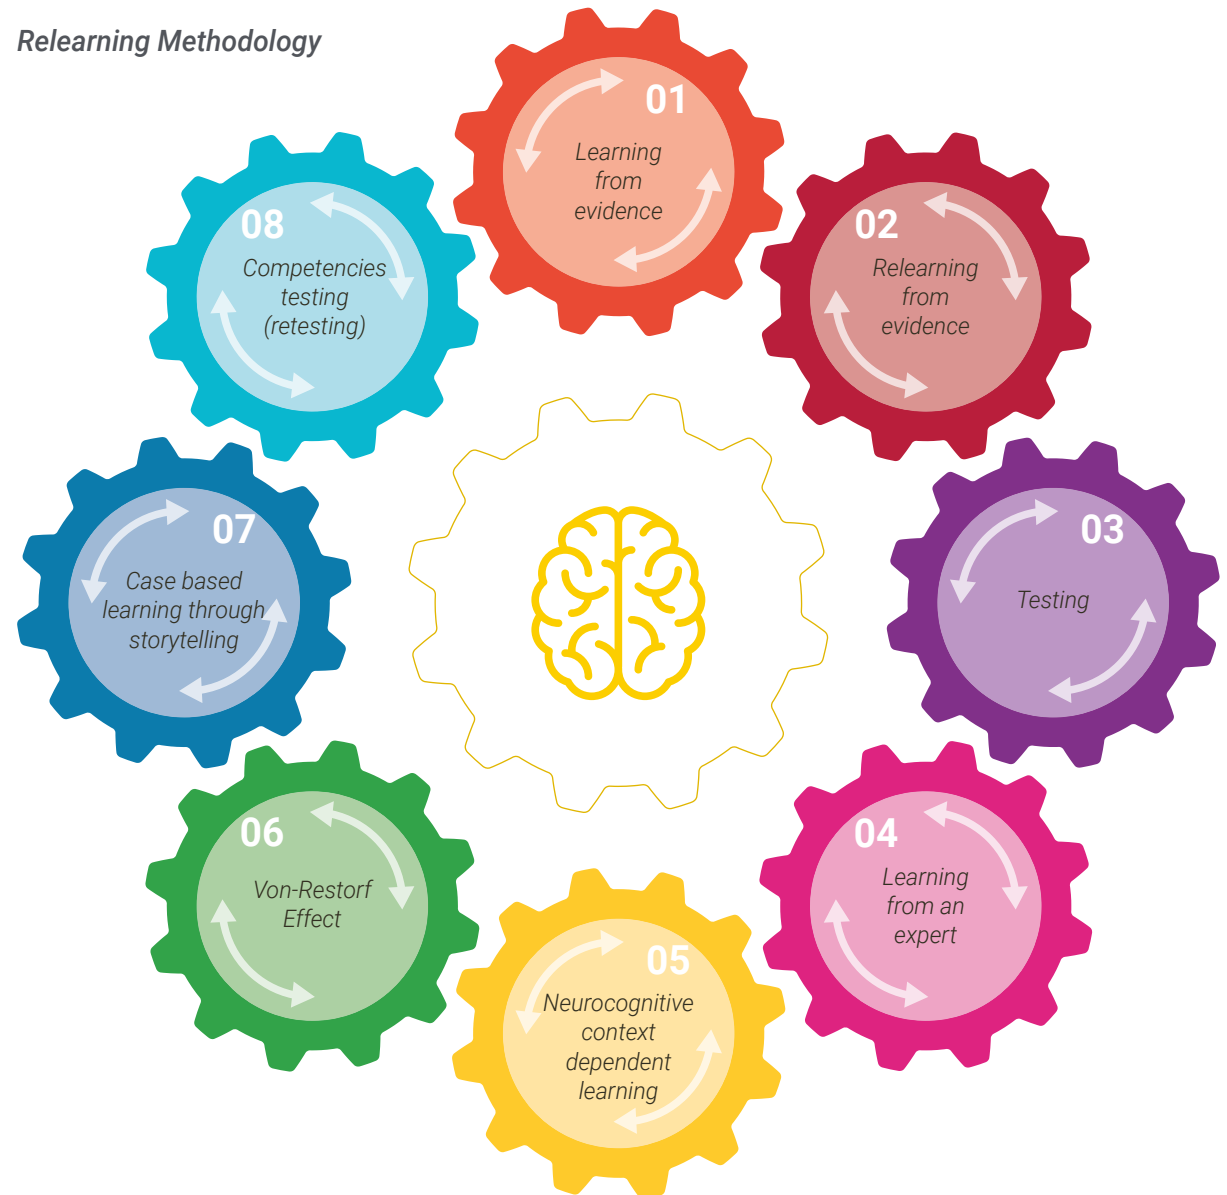 Relearning Methodology
01
Learning
from
evidence
02
Relearning
from
evidence
03
Testing
04
Learning
from an
expert
05
Neurocognitive
context
dependent
learning
06
Von-Restorf
Effect
07
Case based
learning through
storytelling
08
Competencies
testing
(retesting)